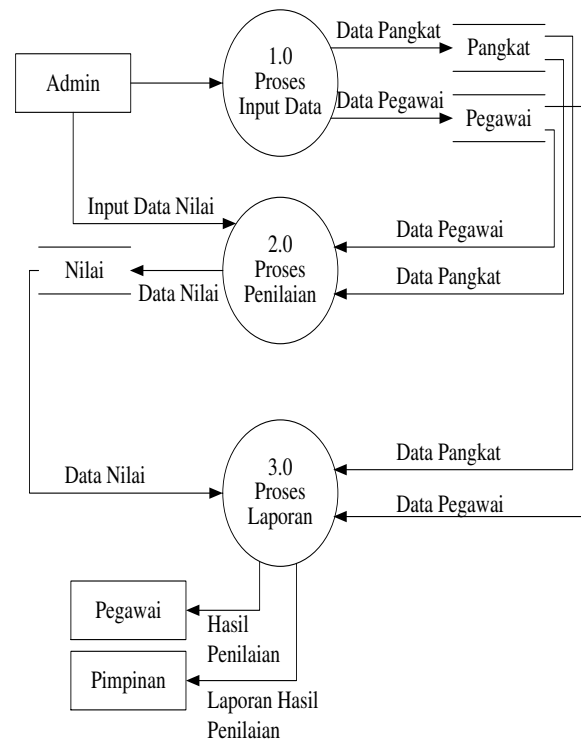 Admin
1.0
Proses
Input Data
Data Pangkat
Pangkat
Data Pegawai
Pegawai
Input Data Nilai
2.0
Proses
Penilaian
Data Pegawai
Data Pangkat
Nilai
Data Nilai
3.0
Proses
Laporan
Data Nilai
Data Pangkat
Data Pegawai
Pegawai
Hasil
Penilaian
Pimpinan
Laporan Hasil
Penilaian